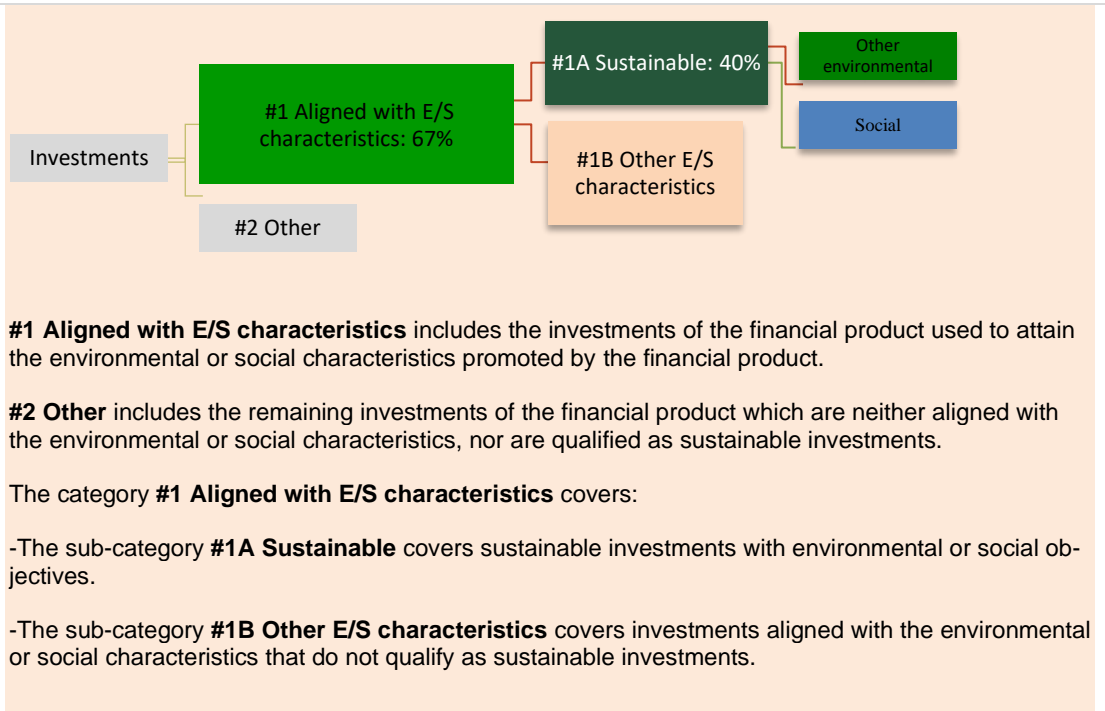 Other
environmental
#1A Sustainable: 40%
#1 Aligned with E/S
characteristics: 67%
Social
Investments
#1B Other E/S
characteristics
#2 Other
#1 Aligned with E/S characteristics includes the investments of the financial product used to attain
the environmental or social characteristics promoted by the financial product.
#2 Other includes the remaining investments of the financial product which are neither aligned with
the environmental or social characteristics, nor are qualified as sustainable investments.
The category #1 Aligned with E/S characteristics covers:
-The sub-category #1A Sustainable covers sustainable investments with environmental or social ob-
jectives.
-The sub-category #1B Other E/S characteristics covers investments aligned with the environmental
or social characteristics that do not qualify as sustainable investments.